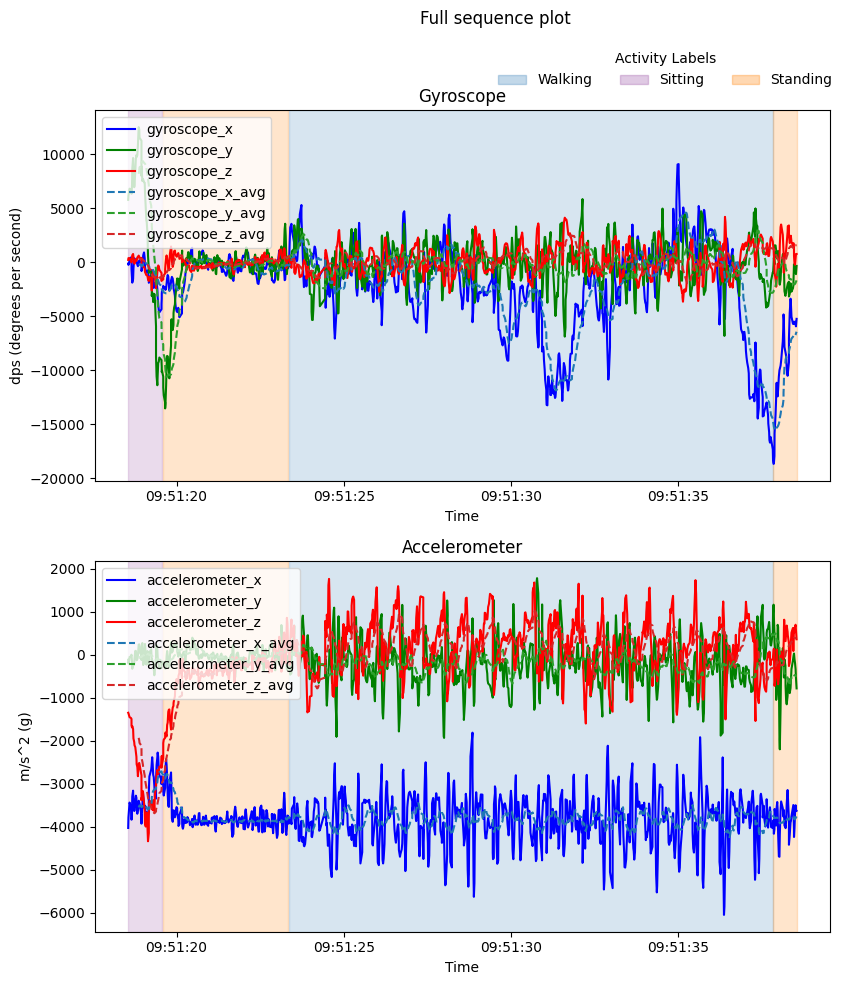 Full sequence plot
Activity Labels
Walking Sitting Standing
Gyroscope
gyroscope_x
gyroscope_y
gyroscope_z
gyroscope_x_avg
gyroscope_y_avg
gyroscope_z_avg
10000
5000
0
−5000
−10000
−15000
−20000
dps (degrees per second)
09:51:20 09:51:25 09:51:30 09:51:35
Time
Accelerometer
accelerometer_x
accelerometer_y
accelerometer_z
accelerometer_x_avg
accelerometer_y_avg
accelerometer_z_avg
2000
1000
0
−1000
−2000
−3000
−4000
−5000
−6000
m/s^2 (g)
09:51:20 09:51:25 09:51:30 09:51:35
Time